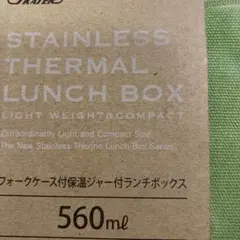 SKATER
STAINLESS
THERMAL
LUNCH BOX
LIGHT WEIGHT&COMPACT
Extraordinarily Light and Compact Size
The New Stainless Thermo Lunch Box Series
フォークケース付保温ジャー付ランチボックス
560mℓ